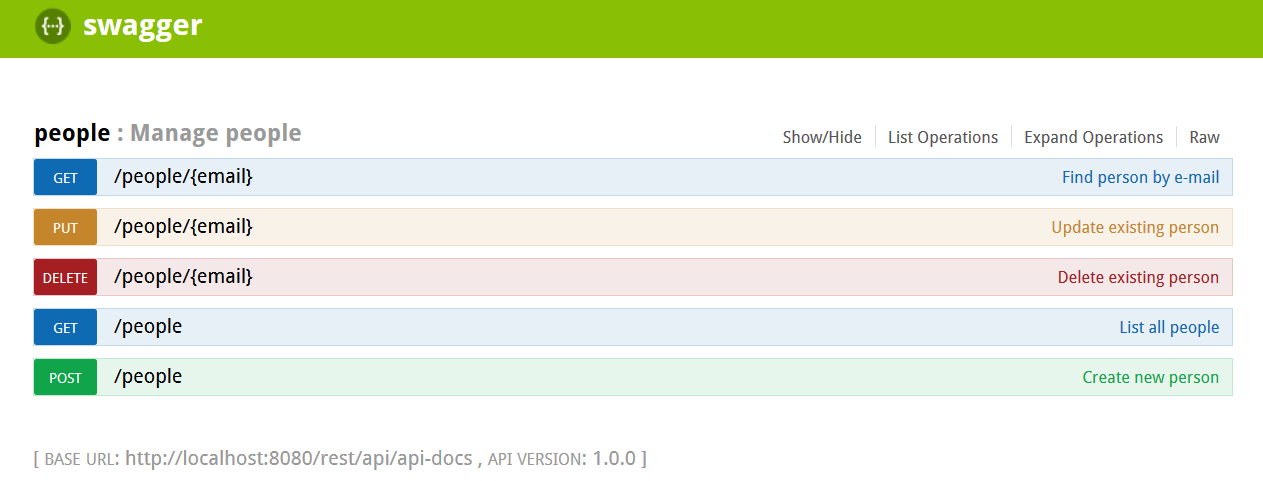 {···} swagger
people : Manage people Show/Hide List Operations Expand Operations Raw
GET /people/{email} Find person by e-mail
PUT /people/{email} Update existing person
DELETE /people/{email} Delete existing person
GET /people List all people
POST /people Create new person
[ BASE URL: http://localhost:8080/rest/api/api-docs , API VERSION: 1.0.0 ]